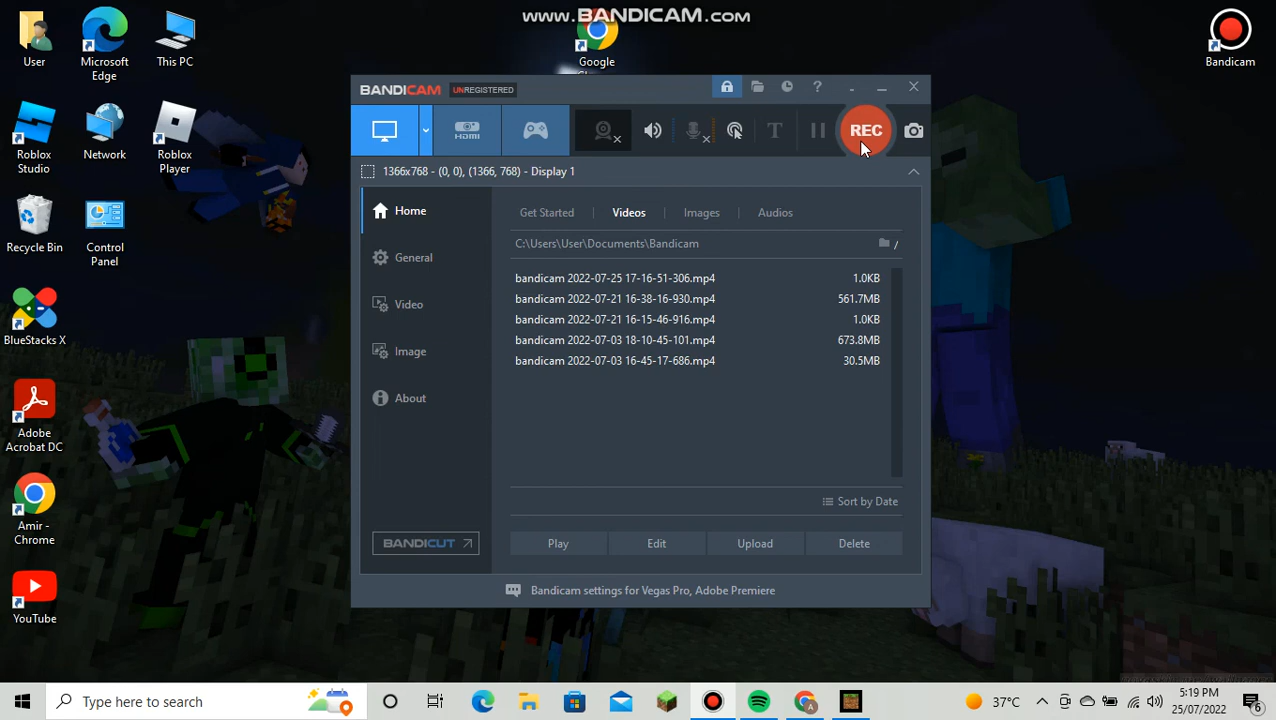 www.BANDICAM.com
User
Microsoft
Edge
This PC
Google
Bandicam
BANDICAM
UNREGISTERED
HDMI
REC
1366x768 - (0, 0), (1366, 768) - Display 1
Roblox
Studio
Network
Roblox
Player
Recycle Bin
Control
Panel
BlueStacks X
Adobe
Acrobat DC
Amir -
Chrome
YouTube
Home
General
Video
Image
About
BANDICUT
Get Started
Videos
Images
Audios
C:\Users\User\Documents\Bandicam
/
bandicam 2022-07-25 17-16-51-306.mp4 1.0KB
bandicam 2022-07-21 16-38-16-930.mp4 561.7MB
bandicam 2022-07-21 16-15-46-916.mp4 1.0KB
bandicam 2022-07-03 18-10-45-101.mp4 673.8MB
bandicam 2022-07-03 16-45-17-686.mp4 30.5MB
Sort by Date
Play
Edit
Upload
Delete
Bandicam settings for Vegas Pro, Adobe Premiere
Type here to search
37°C
5:19 PM
25/07/2022
6